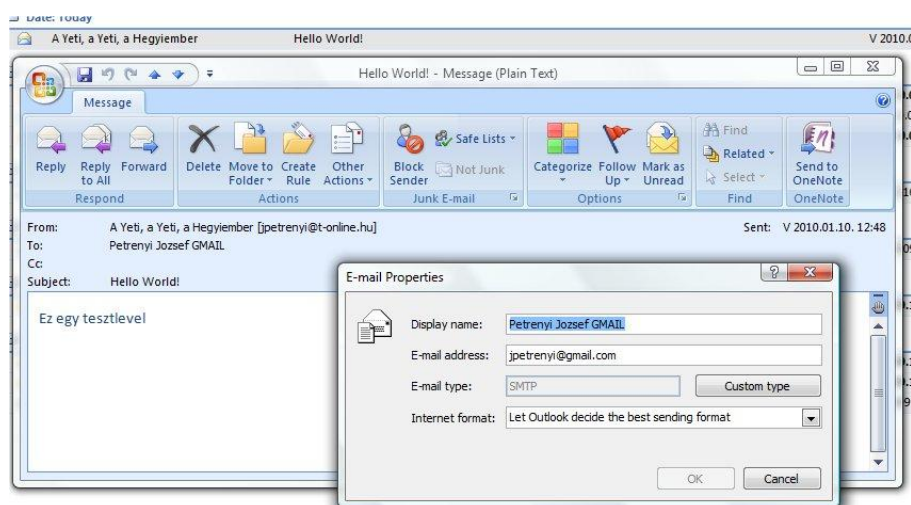 Date: Today
A Yeti, a Yeti, a Hegyiember Hello World! V 2010.0
Hello World! - Message (Plain Text)
Message
Reply Reply to All Forward Delete Move to Folder Create Rule Other Actions Block Sender Safe Lists Not Junk Categorize Follow Up Mark as Unread Find Related Select Send to OneNote
Respond Actions Junk E-mail Options Find OneNote
From: A Yeti, a Yeti, a Hegyiember [jpetrenyi@t-online.hu] Sent: V 2010.01.10. 12:48
To: Petrenyi Jozsef GMAIL
Cc:
Subject: Hello World!
Ez egy tesztlevel
E-mail Properties
Display name: Petrenyi Jozsef GMAIL
E-mail address: jpetrenyi@gmail.com
E-mail type: SMTP Custom type
Internet format: Let Outlook decide the best sending format
OK Cancel